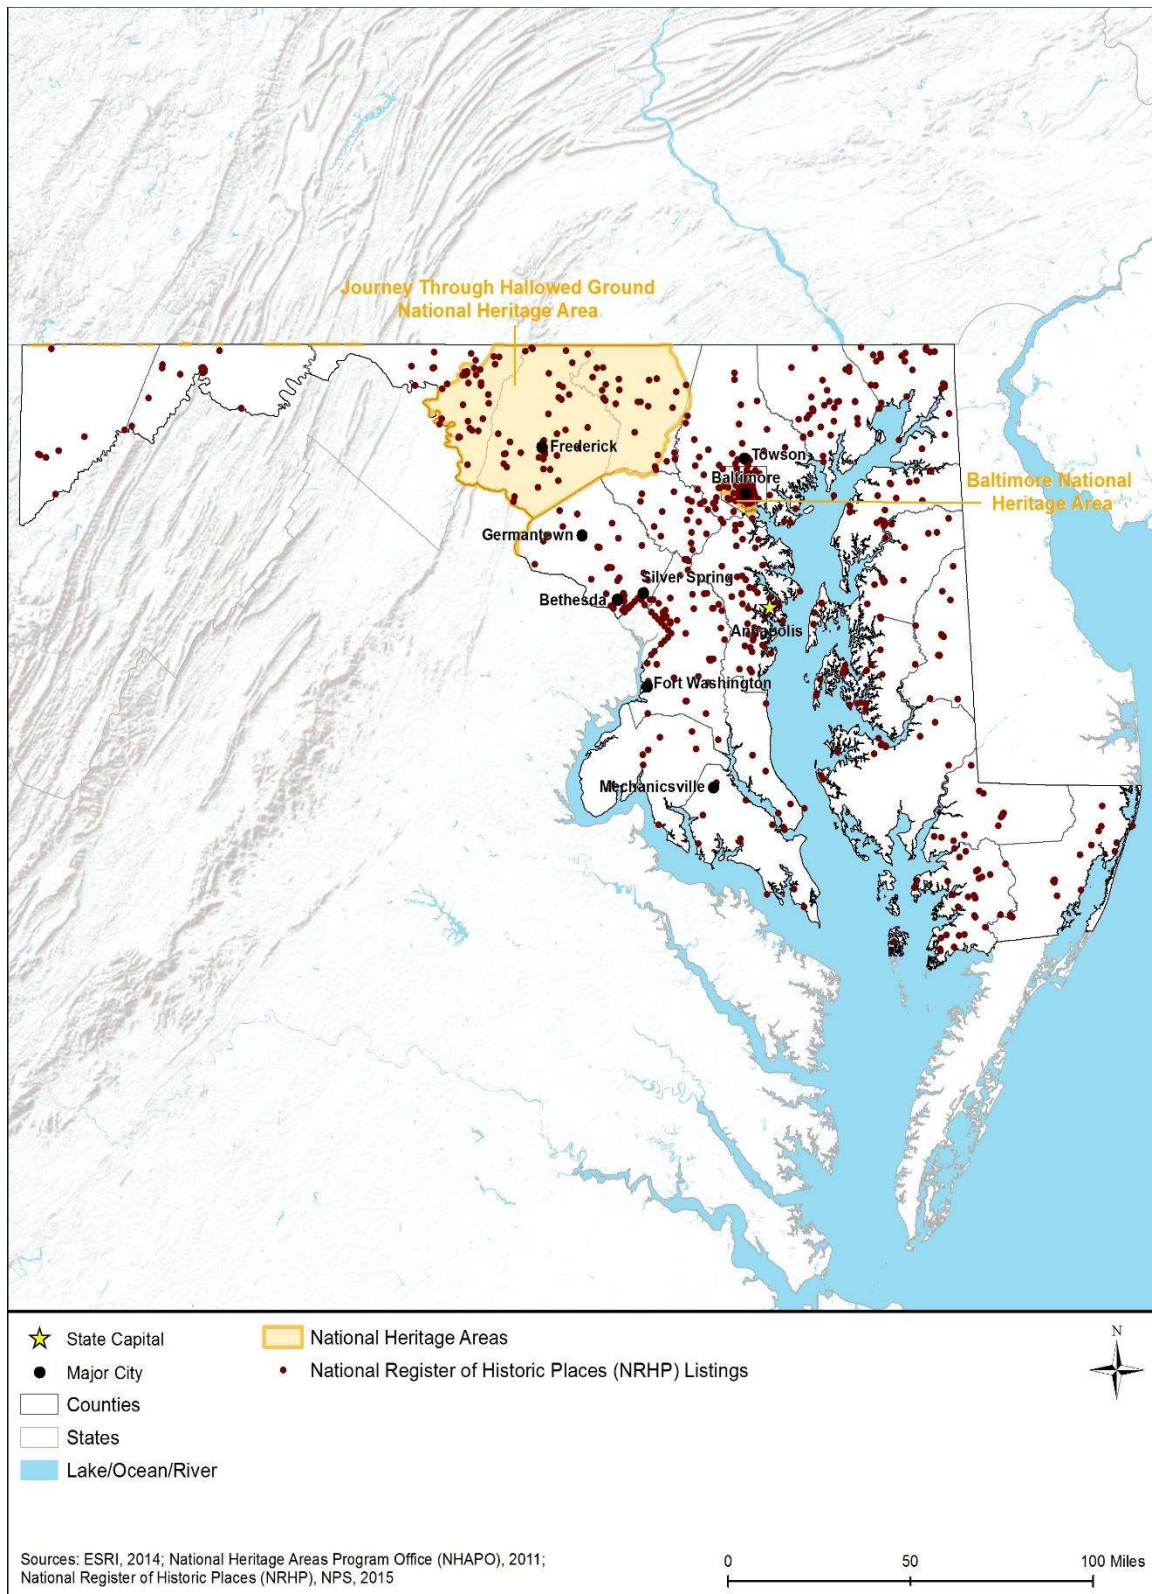 Journey Through Hallowed Ground
National Heritage Area
Frederick
Towson
Baltimore
Baltimore National
Heritage Area
Germantown
Silver Spring
Bethesda
Annapolis
Fort Washington
Mechanicsville
State Capital
National Heritage Areas
N
Major City
National Register of Historic Places (NRHP) Listings
Counties
States
Lake/Ocean/River
Sources: ESRI, 2014; National Heritage Areas Program Office (NHAPO), 2011;
National Register of Historic Places (NRHP), NPS, 2015
0 50 100 Miles